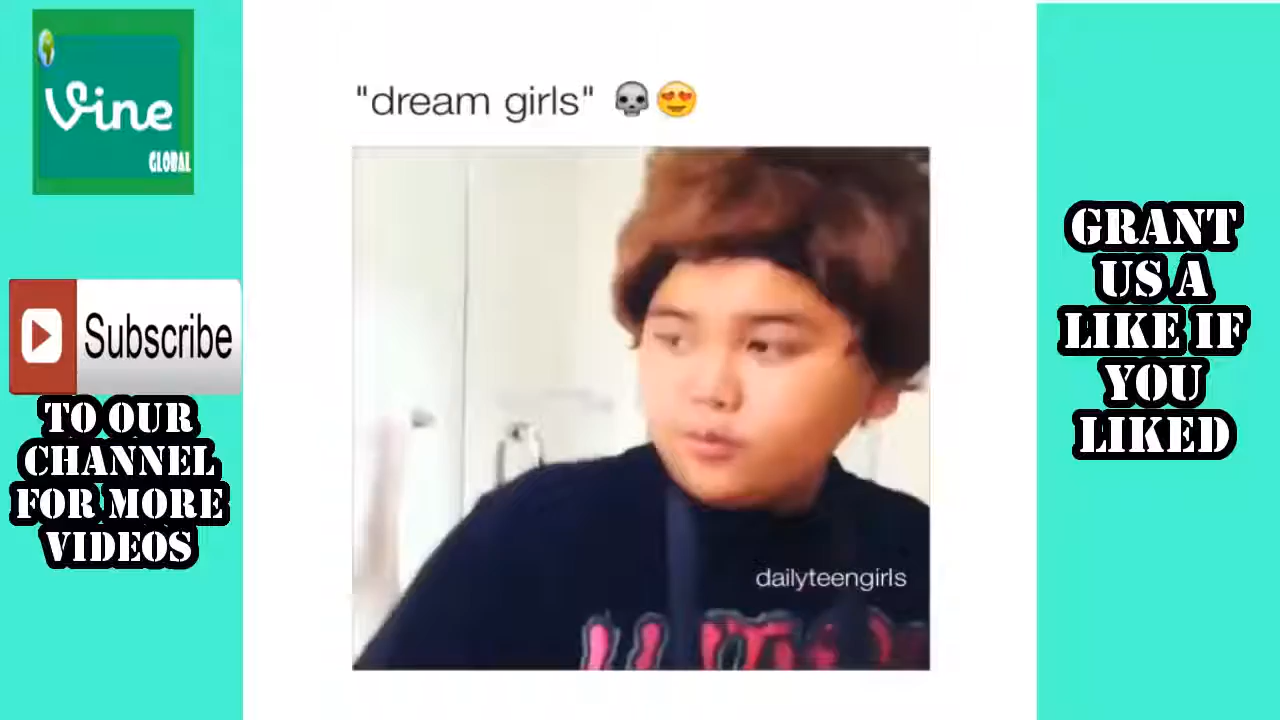 Vine
GLOBAL
Subscribe
TO OUR
CHANNEL
FOR MORE
VIDEOS
"dream girls" 💀😍
dailyteengirls
GRANT
US A
LIKE IF
YOU
LIKED